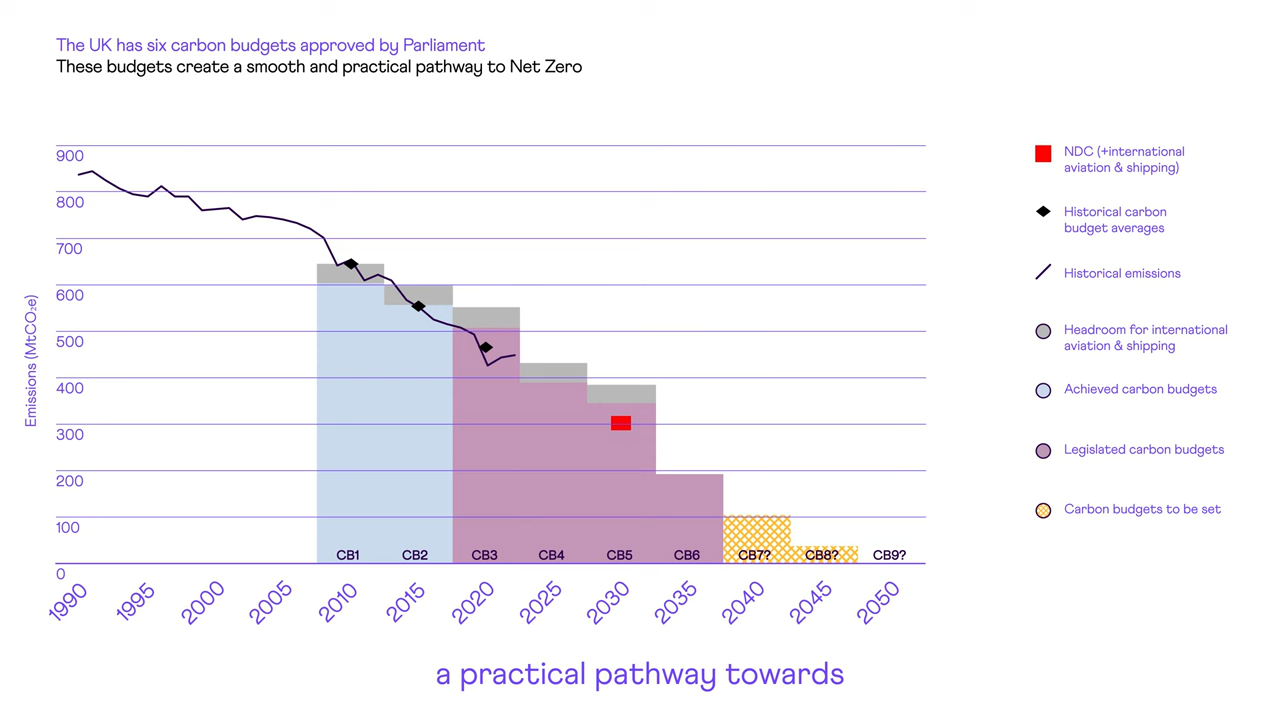 The UK has six carbon budgets approved by Parliament
These budgets create a smooth and practical pathway to Net Zero
Emissions (MtCO₂e)
900
800
700
600
500
400
300
200
100
0
CB1 CB2 CB3 CB4 CB5 CB6 CB7? CB8? CB9?
1990 1995 2000 2005 2010 2015 2020 2025 2030 2035 2040 2045 2050
NDC (+international
aviation & shipping)
Historical carbon
budget averages
Historical emissions
Headroom for international
aviation & shipping
Achieved carbon budgets
Legislated carbon budgets
Carbon budgets to be set
a practical pathway towards